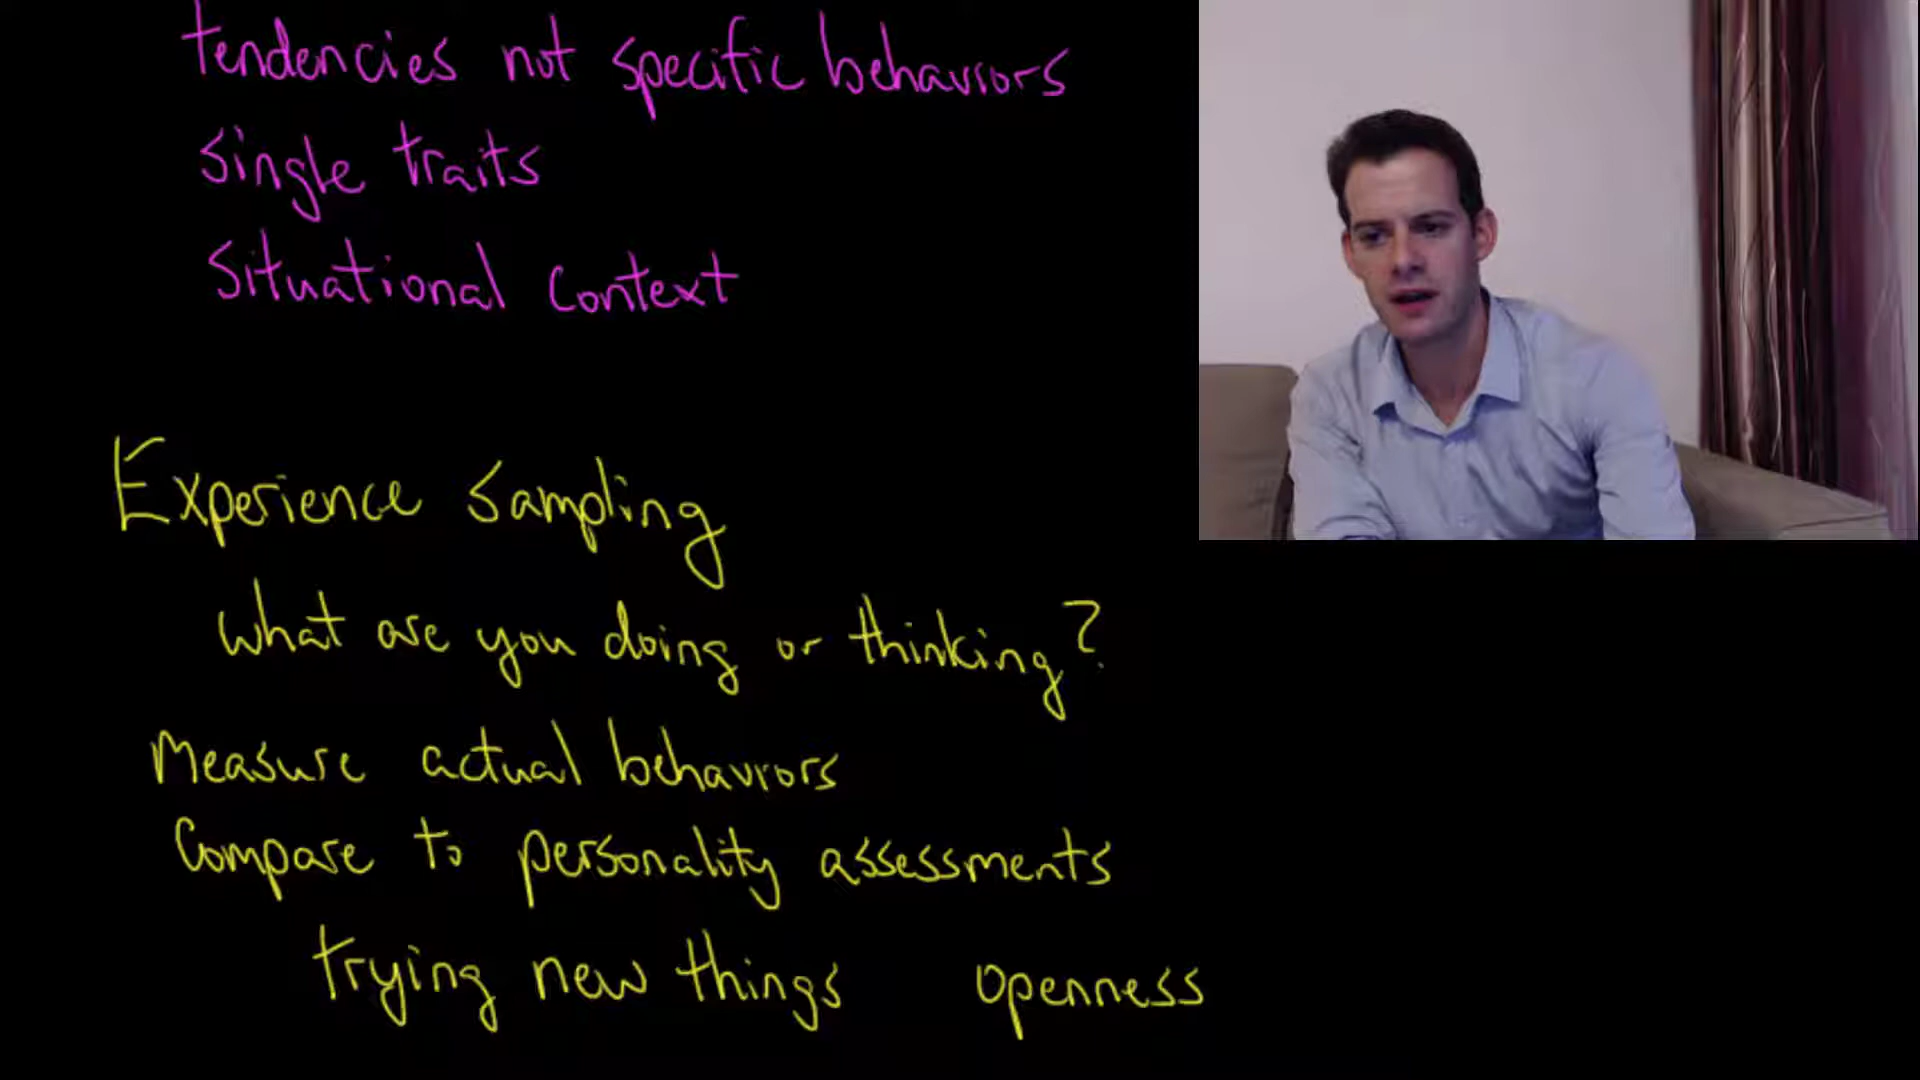 tendencies not specific behaviors
single traits
situational context
Experience sampling
what are you doing or thinking?
Measure actual behaviors
Compare to personality assessments
trying new things openness